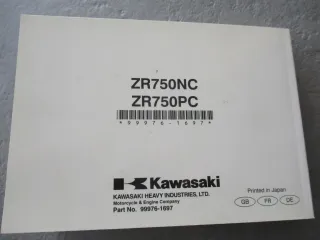 ZR750NC
ZR750PC
*99976-1697*
Kawasaki
KAWASAKI HEAVY INDUSTRIES, LTD.
Motorcycle & Engine Company
Part No. 99976-1697
Printed in Japan
GB FR DE